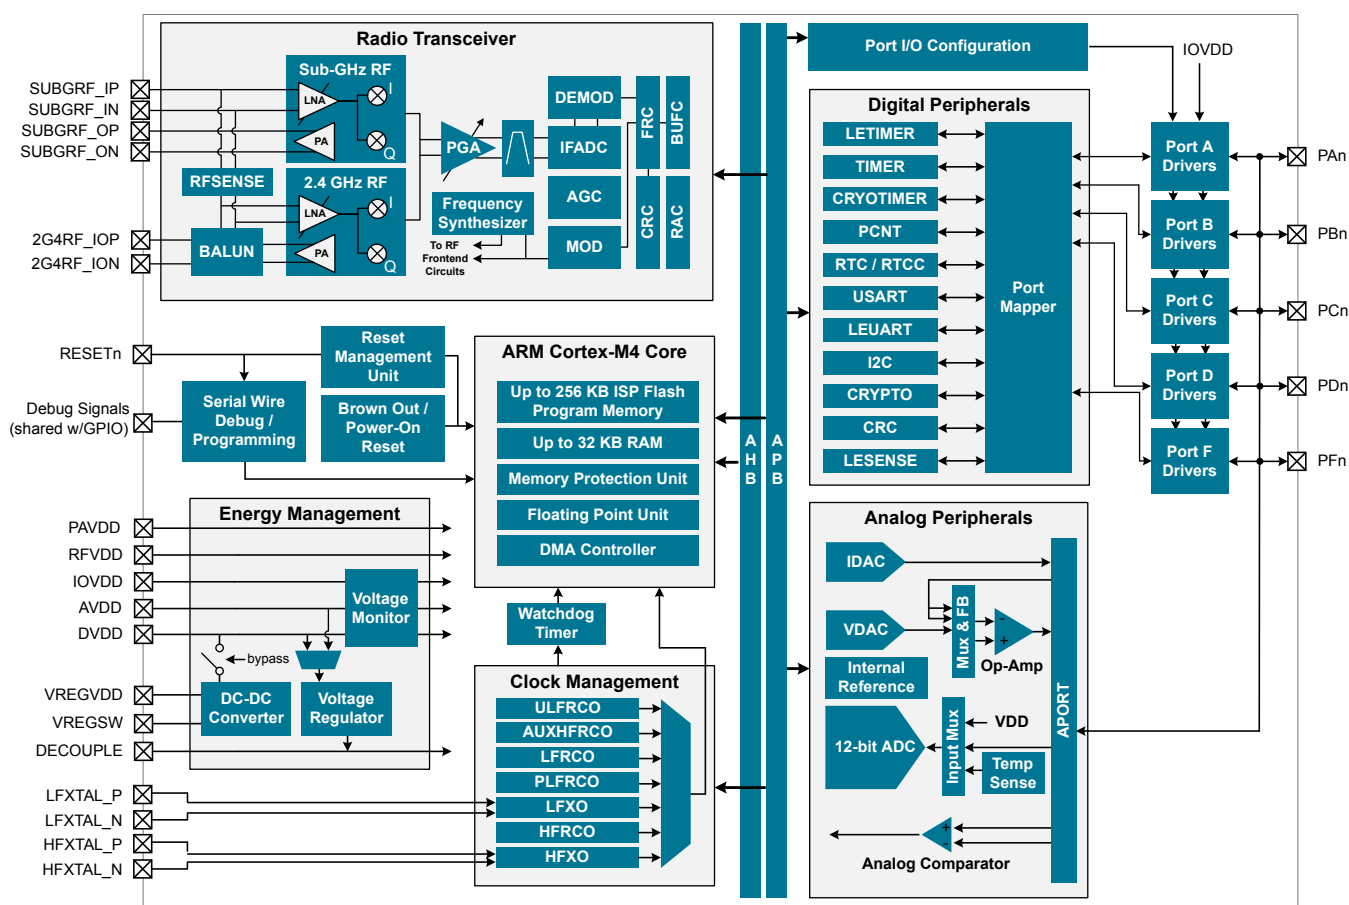 Radio Transceiver
SUBGRF_IP
SUBGRF_IN
SUBGRF_OP
SUBGRF_ON
2G4RF_IOP
2G4RF_ION
Sub-GHz RF
LNA
I
PA
Q
RFSENSE
2.4 GHz RF
LNA
I
PA
Q
BALUN
PGA
Frequency
Synthesizer
To RF
Frontend
Circuits
DEMOD
IFADC
AGC
MOD
FRC
BUFC
CRC
RAC
RESETn
Debug Signals
(shared w/GPIO)
Reset
Management
Unit
Serial Wire
Debug /
Programming
Brown Out /
Power-On
Reset
ARM Cortex-M4 Core
Up to 256 KB ISP Flash
Program Memory
Up to 32 KB RAM
Memory Protection Unit
Floating Point Unit
DMA Controller
Watchdog
Timer
Energy Management
PAVDD
RFVDD
IOVDD
AVDD
DVDD
VREGVDD
VREGSW
DECOUPLE
Voltage
Monitor
bypass
DC-DC
Converter
Voltage
Regulator
LFXTAL_P
LFXTAL_N
HFXTAL_P
HFXTAL_N
Clock Management
ULFRCO
AUXHFRCO
LFRCO
PLFRCO
LFXO
HFRCO
HFXO
AHB
APB
Port I/O Configuration
IOVDD
Digital Peripherals
LETIMER
TIMER
CRYOTIMER
PCNT
RTC / RTCC
USART
LEUART
I2C
CRYPTO
CRC
LESENSE
Port
Mapper
Port A
Drivers
Port B
Drivers
Port C
Drivers
Port D
Drivers
Port F
Drivers
PAn
PBn
PCn
PDn
PFn
Analog Peripherals
IDAC
VDAC
Mux & FB
-
+
Op-Amp
Internal
Reference
12-bit ADC
Input Mux
VDD
Temp
Sense
APORT
+
-
Analog Comparator